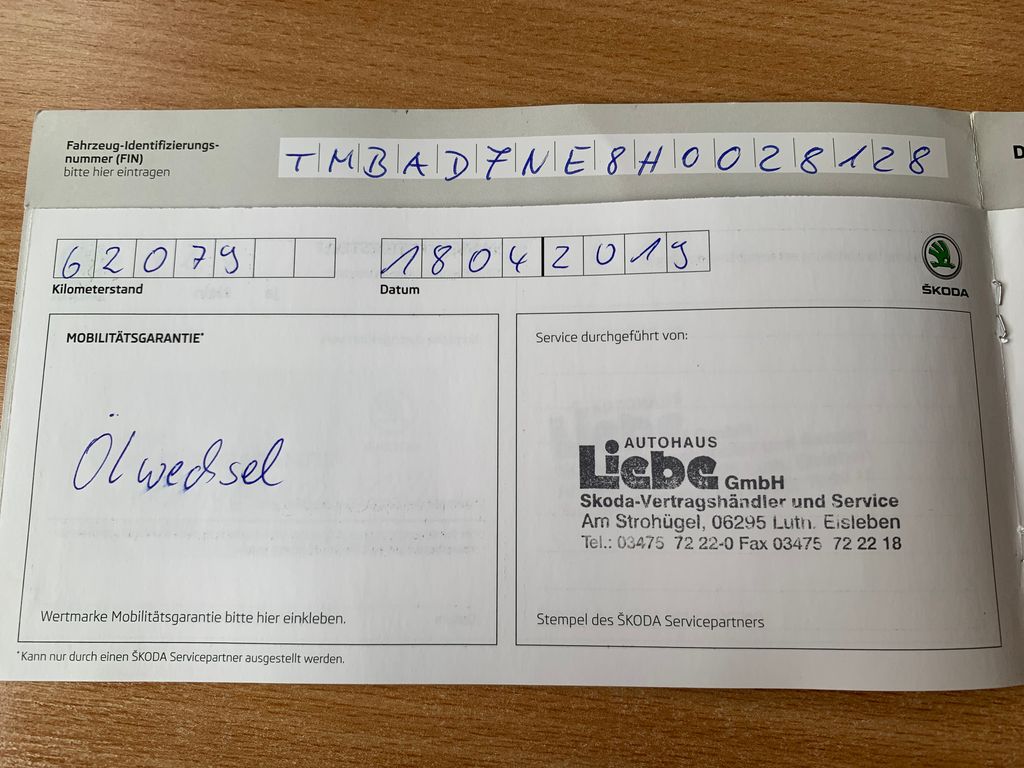 Fahrzeug-Identifizierungs-
nummer (FIN)
bitte hier eintragen
TMBAD7NE8H0028128
D
62079
Kilometerstand
18042019
Datum
ŠKODA
MOBILITÄTSGARANTIE*
Ölwechsel
Wertmarke Mobilitätsgarantie bitte hier einkleben.
Service durchgeführt von:
AUTOHAUS
Liebe GmbH
Skoda-Vertragshändler und Service
Am Strohügel, 06295 Luth. Eisleben
Tel.: 03475 72 22-0 Fax 03475 72 22 18
Stempel des ŠKODA Servicepartners
*Kann nur durch einen ŠKODA Servicepartner ausgestellt werden.